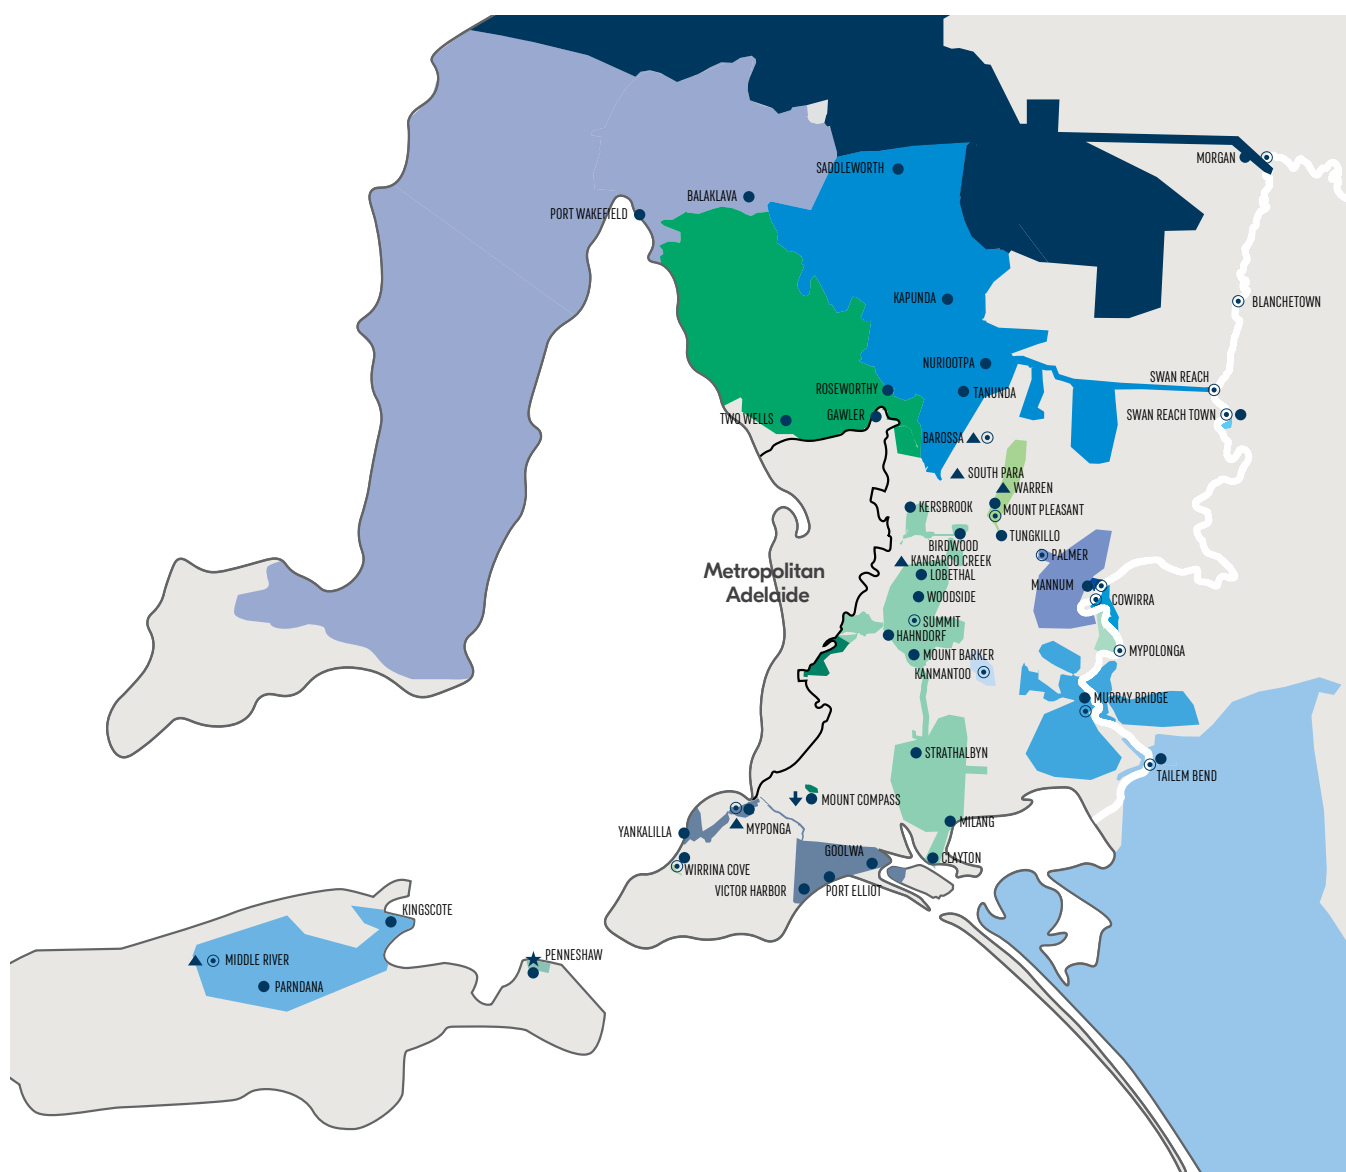 SADDLEWORTH
MORGAN
BALAKLAVA
PORT WAKEFIELD
KAPUNDA
BLANCHETOWN
NURIOOTPA
SWAN REACH
ROSEWORTHY
TANUNDA
TWO WELLS
GAWLER
SWAN REACH TOWN
BAROSSA
SOUTH PARA
WARREN
KERSBROOK
MOUNT PLEASANT
TUNGKILLO
BIRDWOOD
PALMER
KANGAROO CREEK
Metropolitan
Adelaide
LOBETHAL
MANNUM
WOODSIDE
COWIRRA
SUMMIT
HAHNDORF
MYPOLONGA
MOUNT BARKER
KANMANTOO
MURRAY BRIDGE
STRATHALBYN
TAILEM BEND
MOUNT COMPASS
MILANG
YANKALILLA
MYPONGA
GOOLWA
CLAYTON
WIRRINA COVE
VICTOR HARBOR
PORT ELLIOT
KINGSCOTE
PENNESHAW
MIDDLE RIVER
PARNDANA